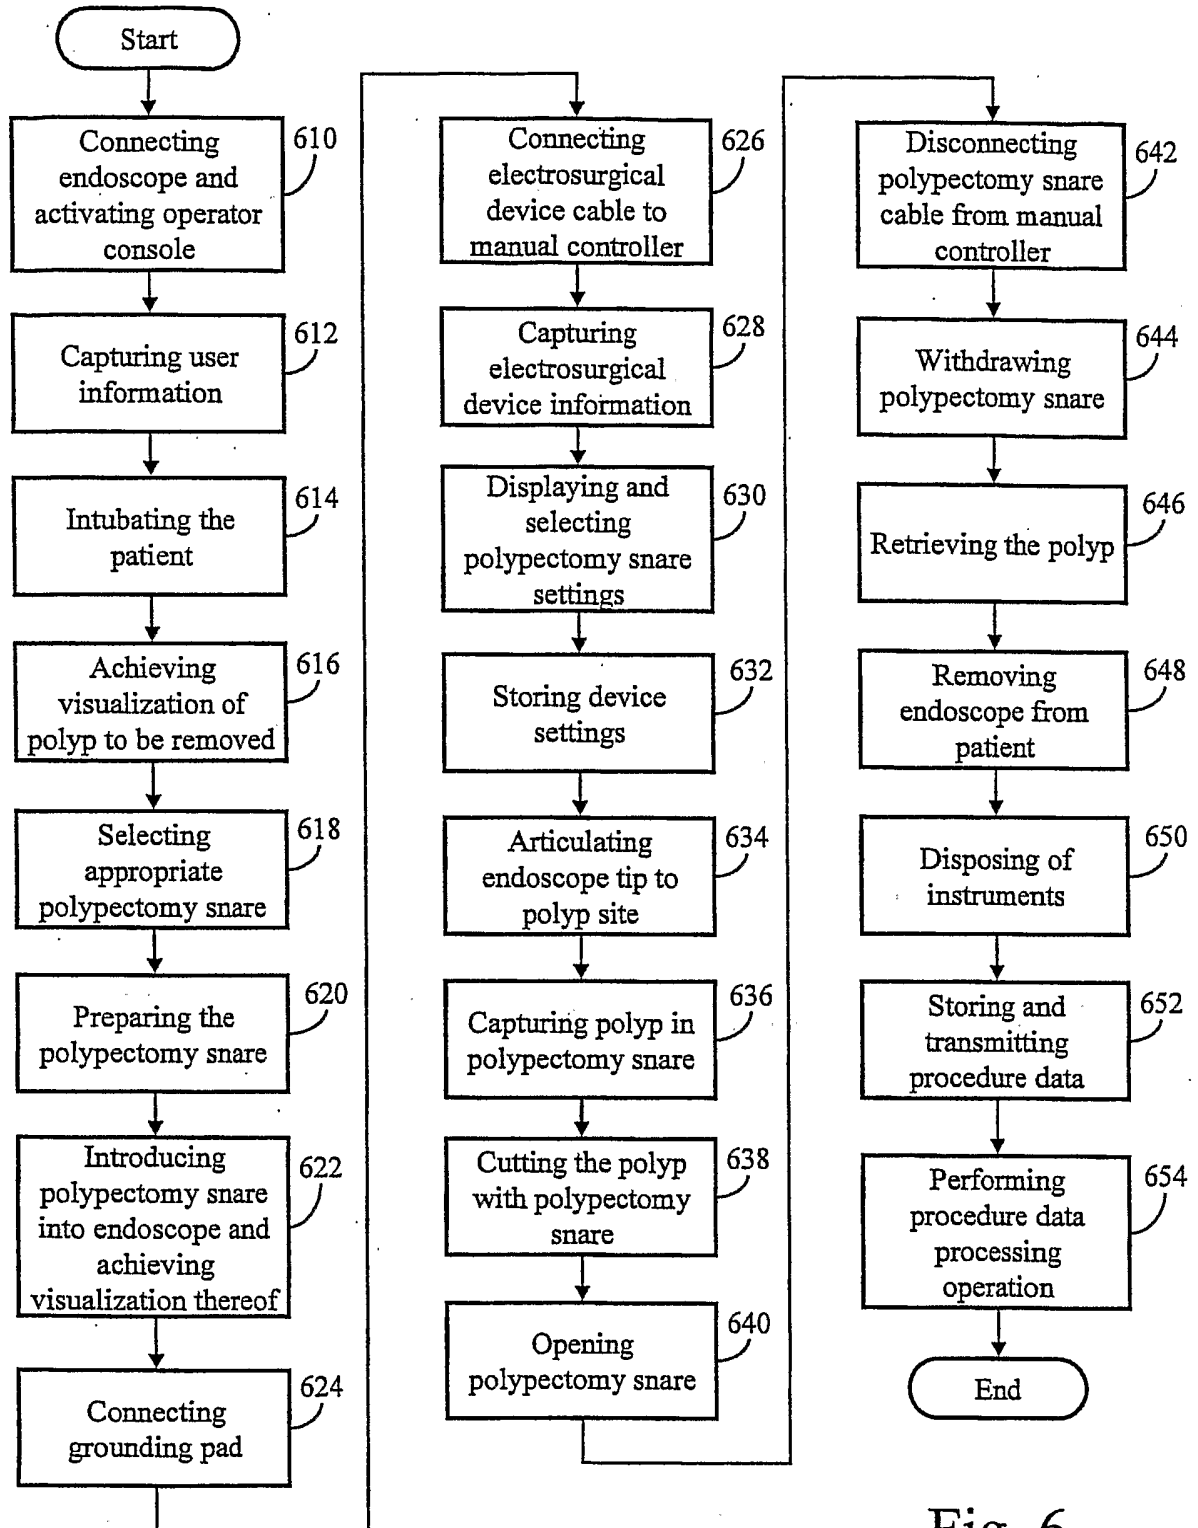 Start
Connecting
endoscope and
activating operator
console
610
Capturing user
information
612
Intubating the
patient
614
Achieving
visualization of
polyp to be removed
616
Selecting
appropriate
polypectomy snare
618
Preparing the
polypectomy snare
620
Introducing
polypectomy snare
into endoscope and
achieving
visualization thereof
622
Connecting
grounding pad
624
Connecting
electrosurgical
device cable to
manual controller
626
Capturing
electrosurgical
device information
628
Displaying and
selecting
polypectomy snare
settings
630
Storing device
settings
632
Articulating
endoscope tip to
polyp site
634
Capturing polyp in
polypectomy snare
636
Cutting the polyp
with polypectomy
snare
638
Opening
polypectomy snare
640
Disconnecting
polypectomy snare
cable from manual
controller
642
Withdrawing
polypectomy snare
644
Retrieving the polyp
646
Removing
endoscope from
patient
648
Disposing of
instruments
650
Storing and
transmitting
procedure data
652
Performing
procedure data
processing
operation
654
End
Fig. 6